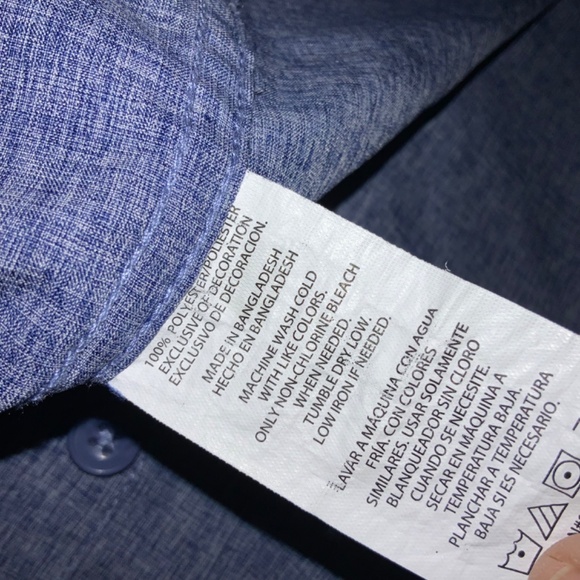 100% POLYESTER/POLIESTER
EXCLUSIVE OF DECORATION
EXCLUSIVO DE DECORACION.
MADE IN BANGLADESH
HECHO EN BANGLADESH
MACHINE WASH COLD
WITH LIKE COLORS.
ONLY NON-CHLORINE BLEACH
WHEN NEEDED.
TUMBLE DRY LOW.
LOW IRON IF NEEDED.
LAVAR A MÁQUINA CON AGUA
FRÍA, CON COLORES
SIMILARES. USAR SOLAMENTE
BLANQUEADOR SIN CLORO
CUANDO SE NECESITE.
SECAR EN MÁQUINA A
TEMPERATURA BAJA.
PLANCHAR A TEMPERATURA
BAJA SI ES NECESARIO.